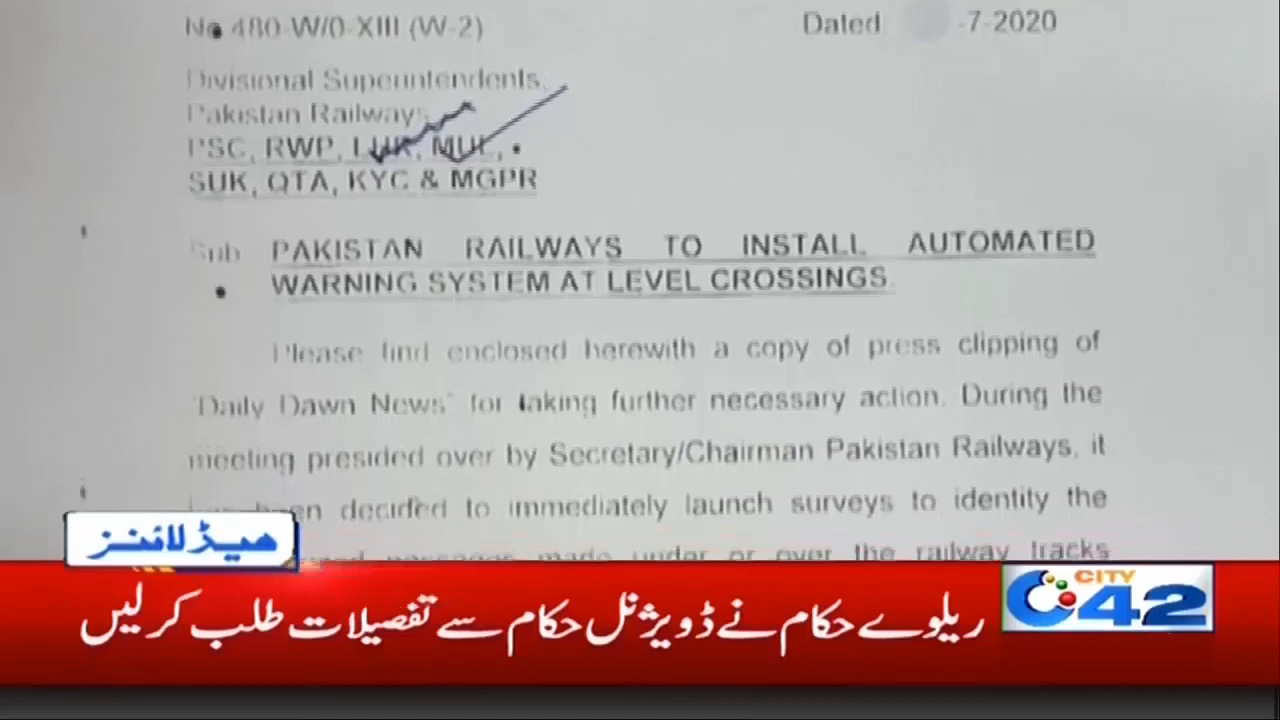 No 480-W/0-XIII (W-2) Dated -7-2020
Divisional Superintendents,
Pakistan Railways
PSC, RWP, LHR, MUL,
SUK, QTA, KYC & MGPR
Sub PAKISTAN RAILWAYS TO INSTALL AUTOMATED
WARNING SYSTEM AT LEVEL CROSSINGS.
Please find enclosed herewith a copy of press clipping of
"Daily Dawn News" for taking further necessary action. During the
meeting presided over by Secretary/Chairman Pakistan Railways, it
decided to immediately launch surveys to identity the
passages made under or over the railway tracks
ھیڈلائنز
ریلوے حکام نے ڈویژنل حکام سے تفصیلات طلب کرلیں
CITY
42